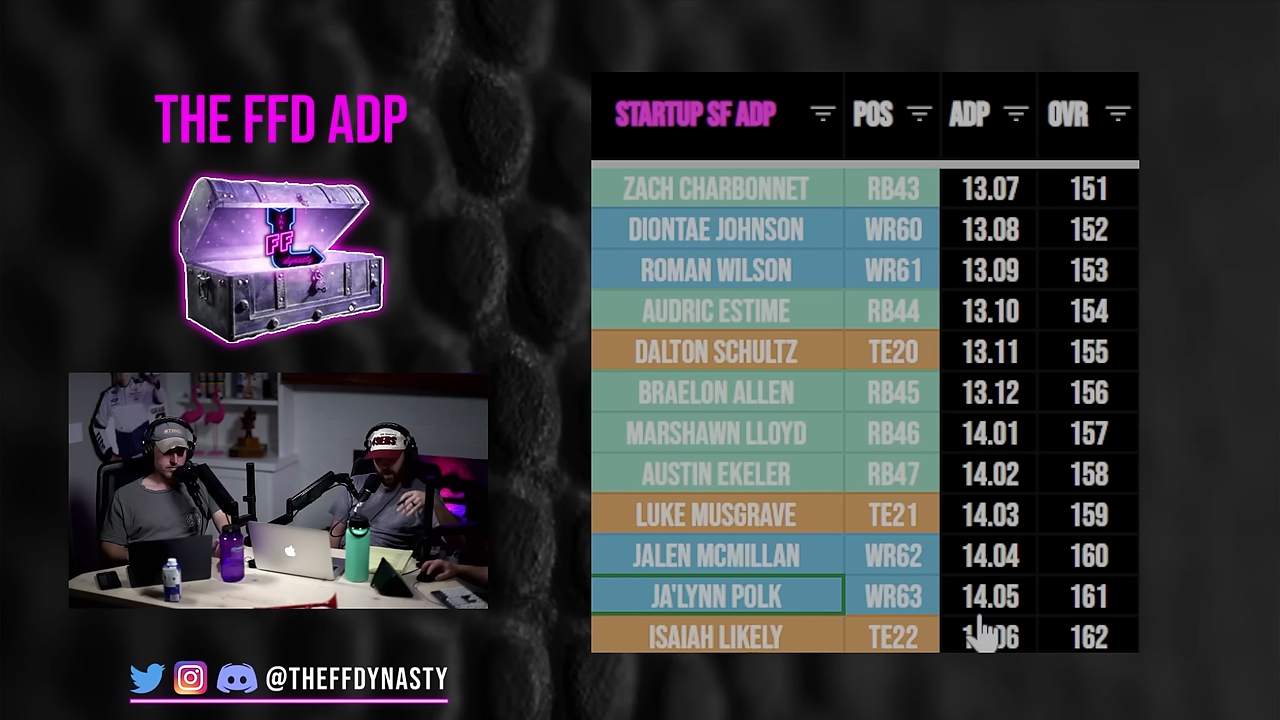 THE FFD ADP
FF
dynasty
@THEFFDYNASTY
STARTUP SF ADP POS ADP OVR
ZACH CHARBONNET RB43 13.07 151
DIONTAE JOHNSON WR60 13.08 152
ROMAN WILSON WR61 13.09 153
AUDRIC ESTIME RB44 13.10 154
DALTON SCHULTZ TE20 13.11 155
BRAELON ALLEN RB45 13.12 156
MARSHAWN LLOYD RB46 14.01 157
AUSTIN EKELER RB47 14.02 158
LUKE MUSGRAVE TE21 14.03 159
JALEN MCMILLAN WR62 14.04 160
JA'LYNN POLK WR63 14.05 161
ISAIAH LIKELY TE22 162